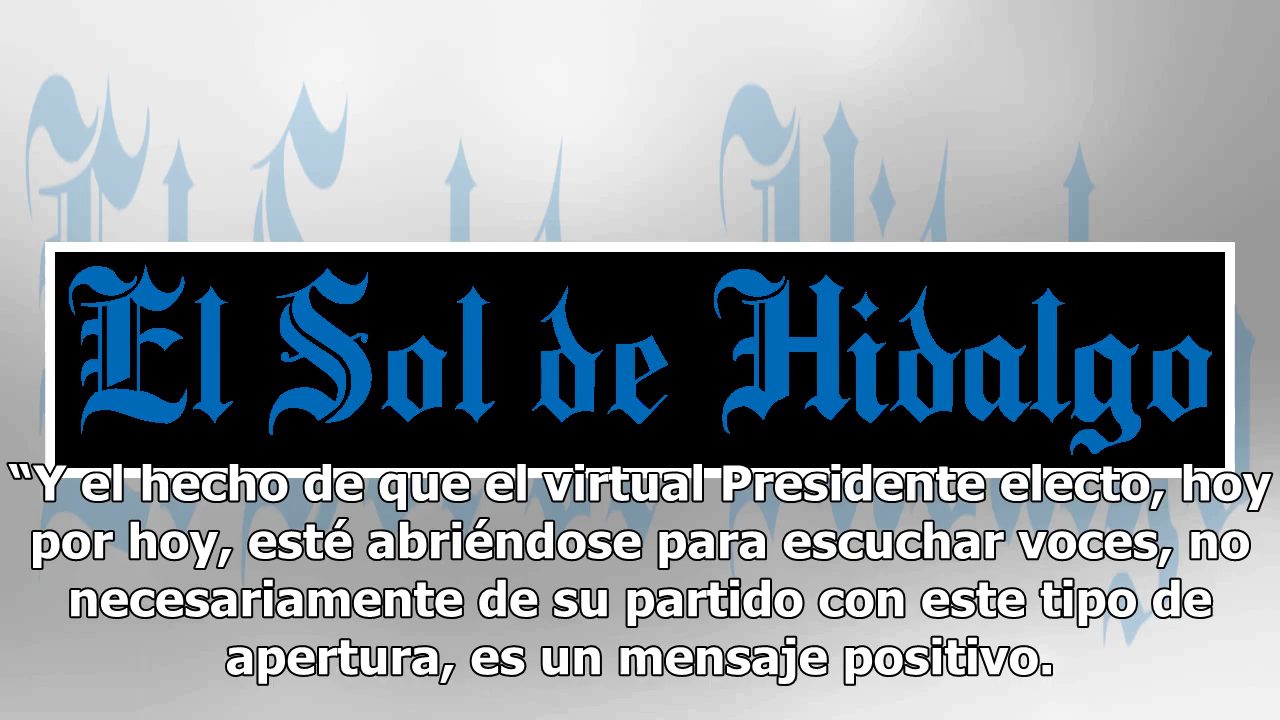 El Sol de Hidalgo
“Y el hecho de que el virtual Presidente electo, hoy
por hoy, esté abriéndose para escuchar voces, no
necesariamente de su partido con este tipo de
apertura, es un mensaje positivo.